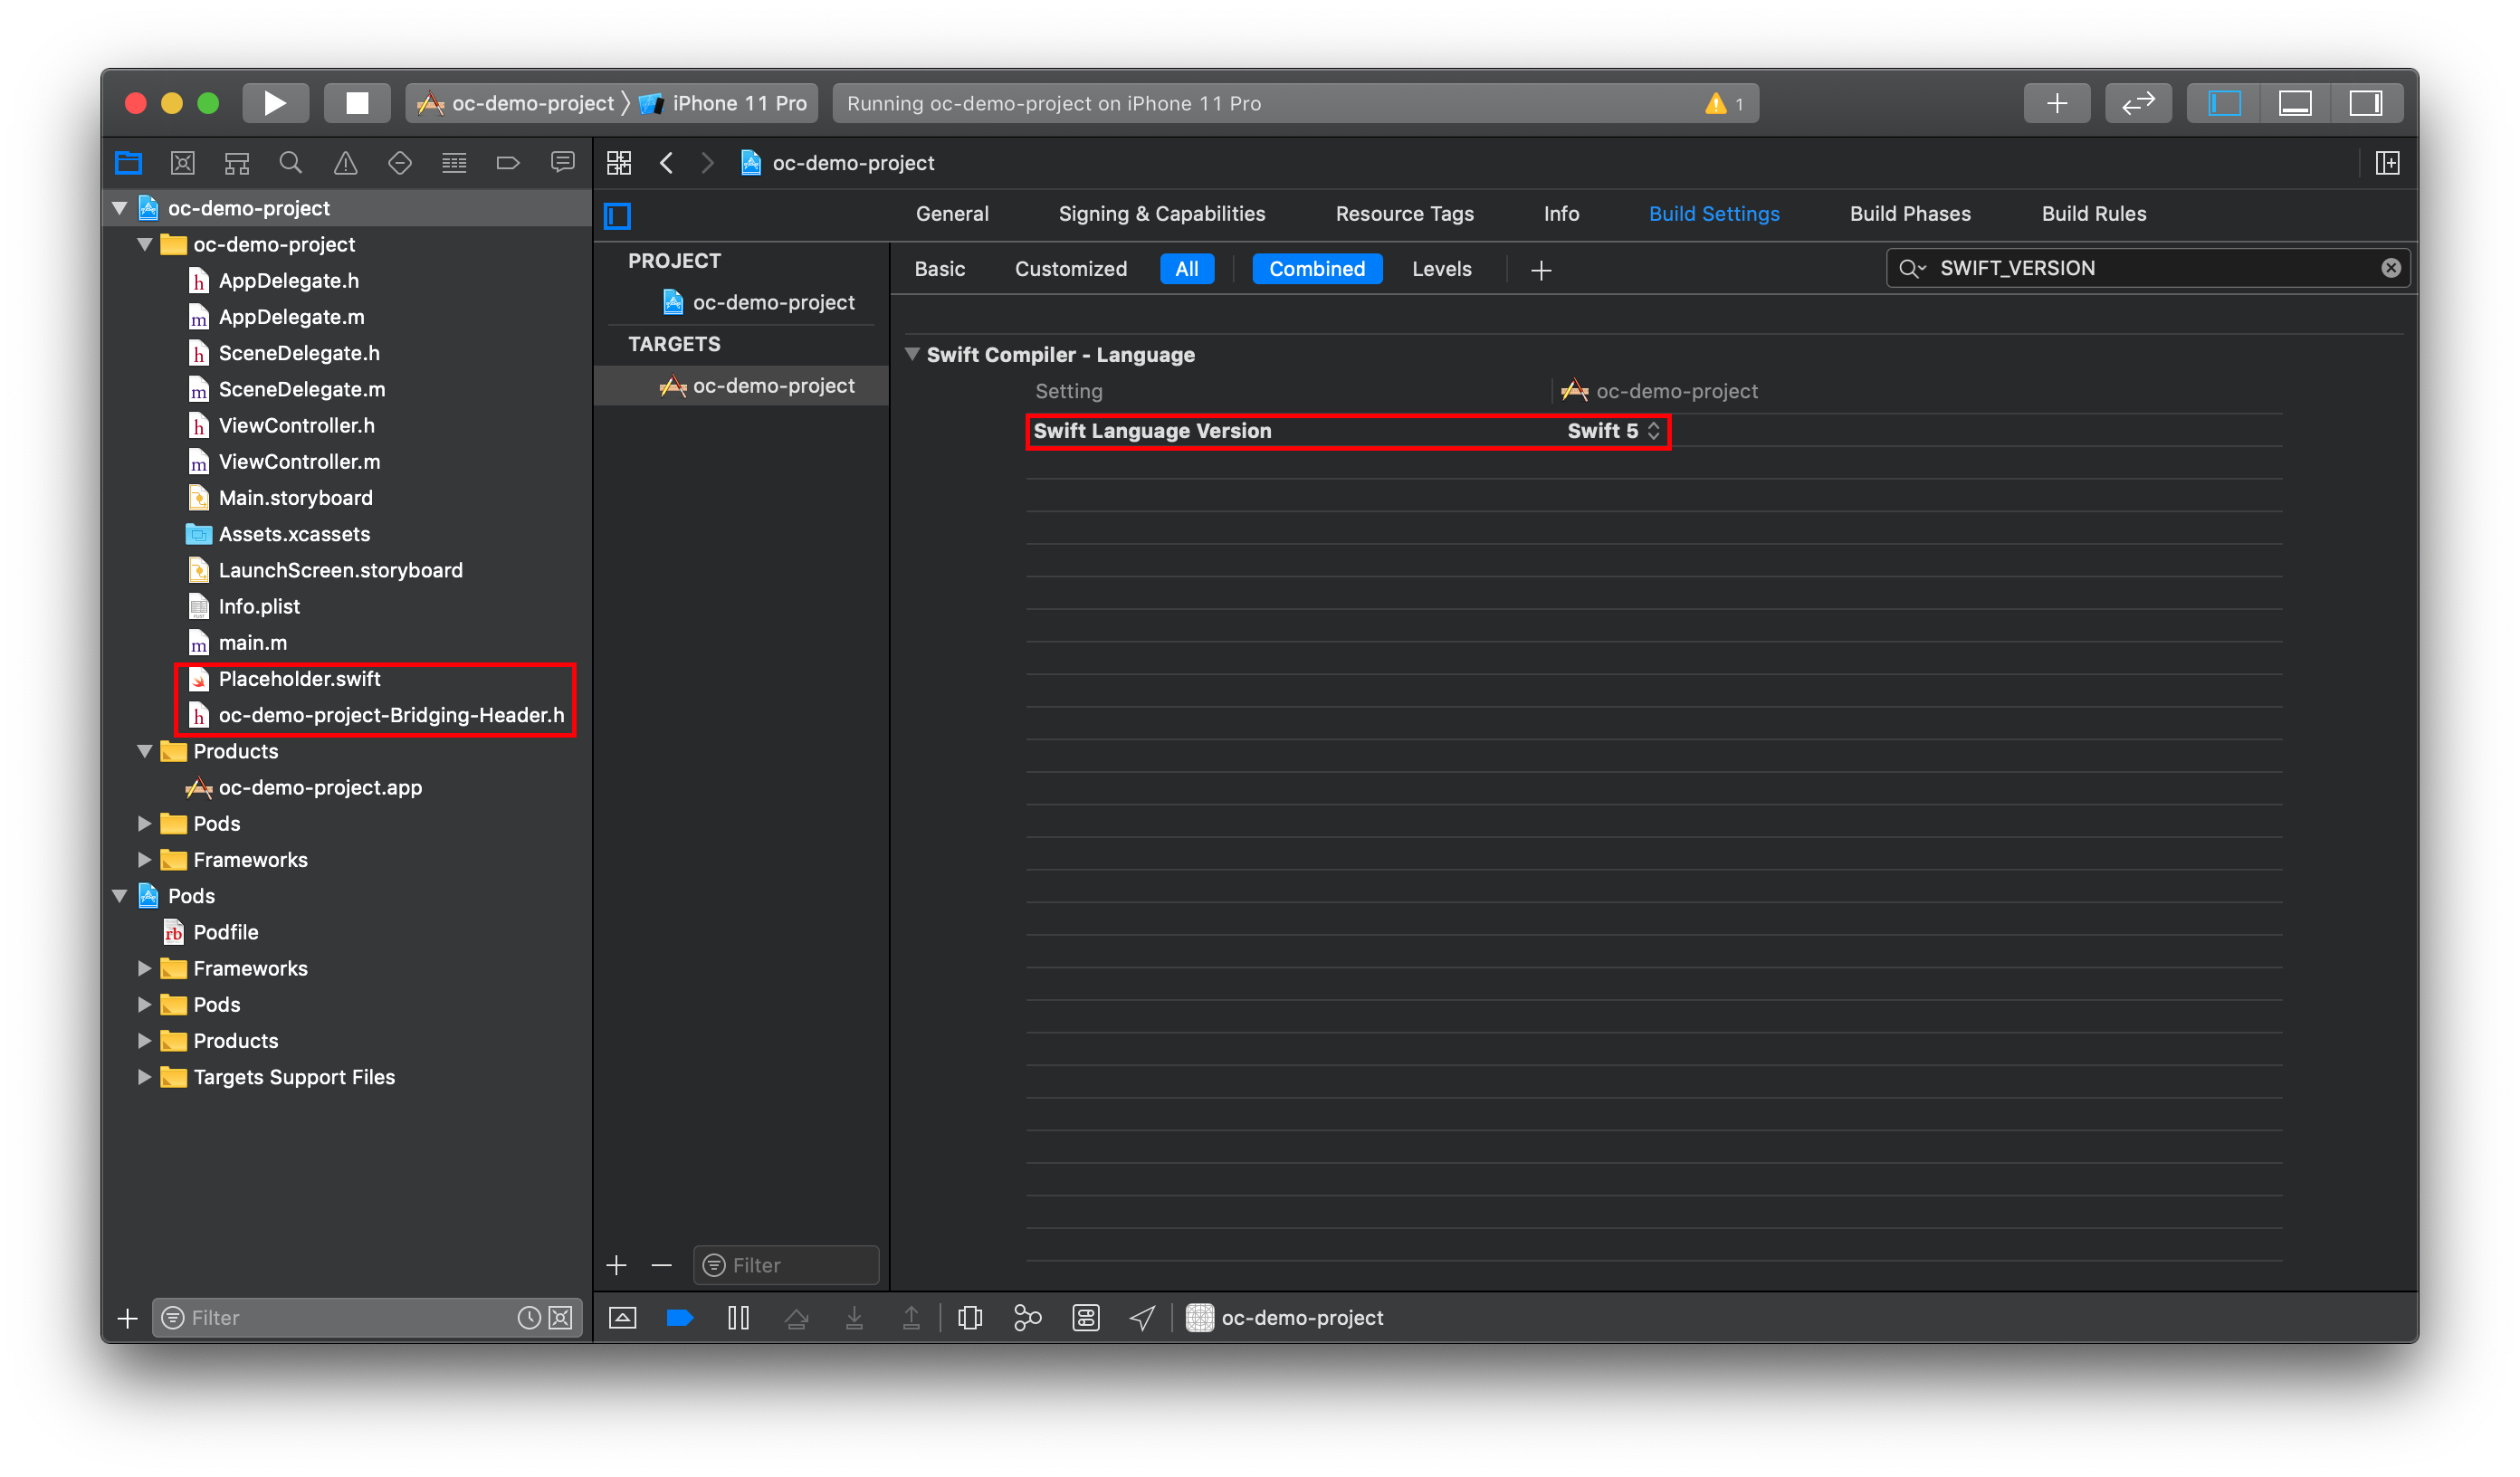 oc-demo-project 〉 iPhone 11 Pro
Running oc-demo-project on iPhone 11 Pro
1
oc-demo-project
oc-demo-project
h AppDelegate.h
m AppDelegate.m
h SceneDelegate.h
m SceneDelegate.m
h ViewController.h
m ViewController.m
Main.storyboard
Assets.xcassets
LaunchScreen.storyboard
Info.plist
m main.m
Placeholder.swift
h oc-demo-project-Bridging-Header.h
Products
oc-demo-project.app
Pods
Frameworks
Pods
rb Podfile
Frameworks
Pods
Products
Targets Support Files
Filter
oc-demo-project
General Signing & Capabilities Resource Tags Info Build Settings Build Phases Build Rules
PROJECT
oc-demo-project
TARGETS
oc-demo-project
Filter
Basic Customized All Combined Levels
SWIFT_VERSION
Swift Compiler - Language
Setting oc-demo-project
Swift Language Version Swift 5
oc-demo-project